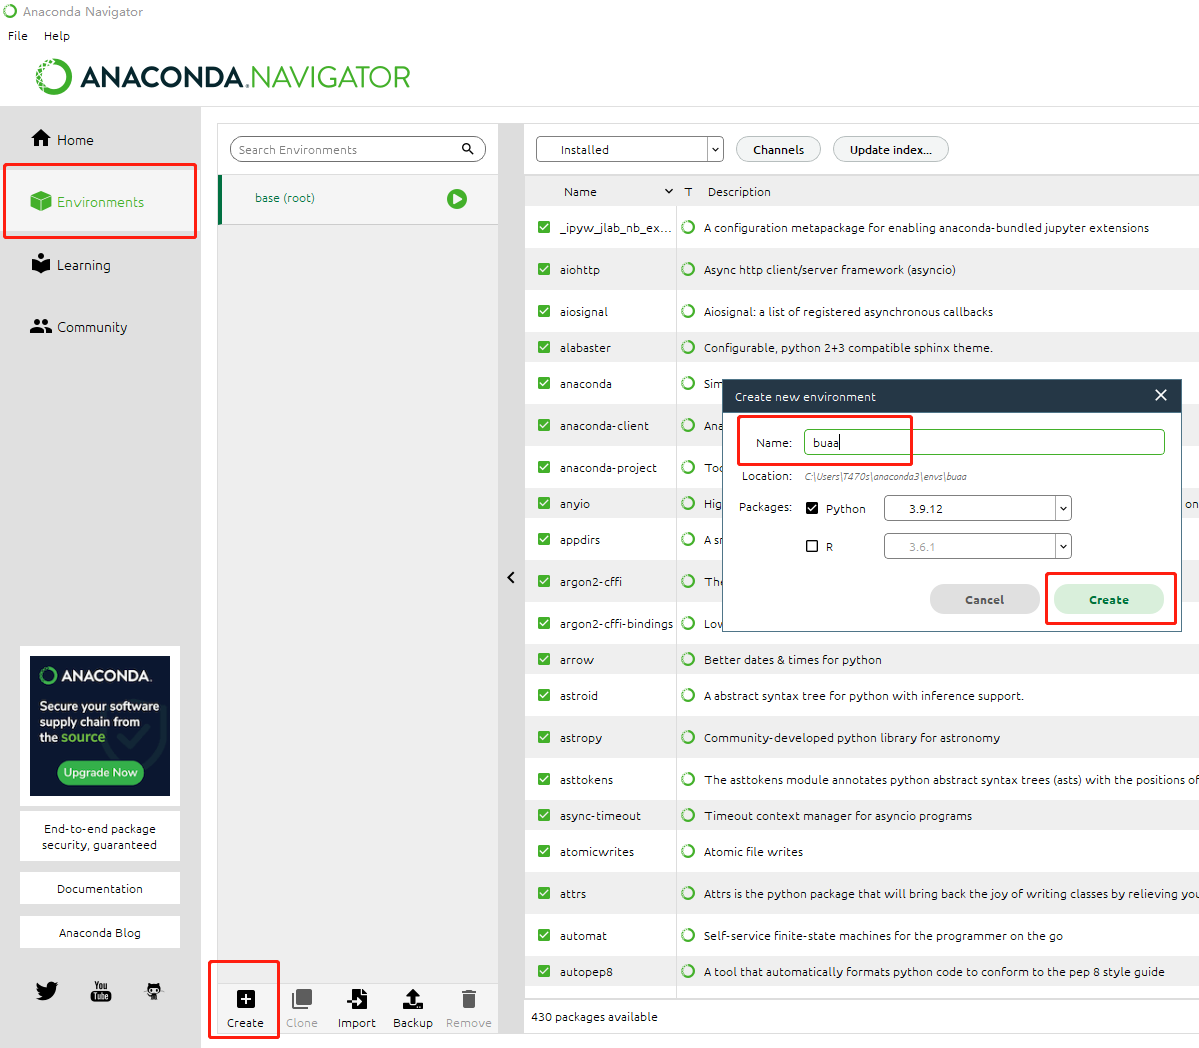 Anaconda Navigator
File Help
ANACONDA.NAVIGATOR
Home
Environments
Learning
Community
ANACONDA.
Secure your software
supply chain from
the source
Upgrade Now
End-to-end package
security, guaranteed
Documentation
Anaconda Blog
You
Tube
Search Environments
base (root)
Create Clone Import Backup Remove
Installed Channels Update index...
Name T Description
_ipyw_jlab_nb_ex... A configuration metapackage for enabling anaconda-bundled jupyter extensions
aiohttp Async http client/server framework (asyncio)
aiosignal Aiosignal: a list of registered asynchronous callbacks
alabaster Configurable, python 2+3 compatible sphinx theme.
anaconda Sim
anaconda-client Ana
anaconda-project Too
anyio Hig on
appdirs A sr
argon2-cffi The
argon2-cffi-bindings Lov
arrow Better dates & times for python
astroid A abstract syntax tree for python with inference support.
astropy Community-developed python library for astronomy
asttokens The asttokens module annotates python abstract syntax trees (asts) with the positions of
async-timeout Timeout context manager for asyncio programs
atomicwrites Atomic file writes
attrs Attrs is the python package that will bring back the joy of writing classes by relieving you
automat Self-service finite-state machines for the programmer on the go
autopep8 A tool that automatically formats python code to conform to the pep 8 style guide
430 packages available
Create new environment
Name: buaa
Location: C:\Users\T470s\anaconda3\envs\buaa
Packages: Python 3.9.12
R 3.6.1
Cancel Create